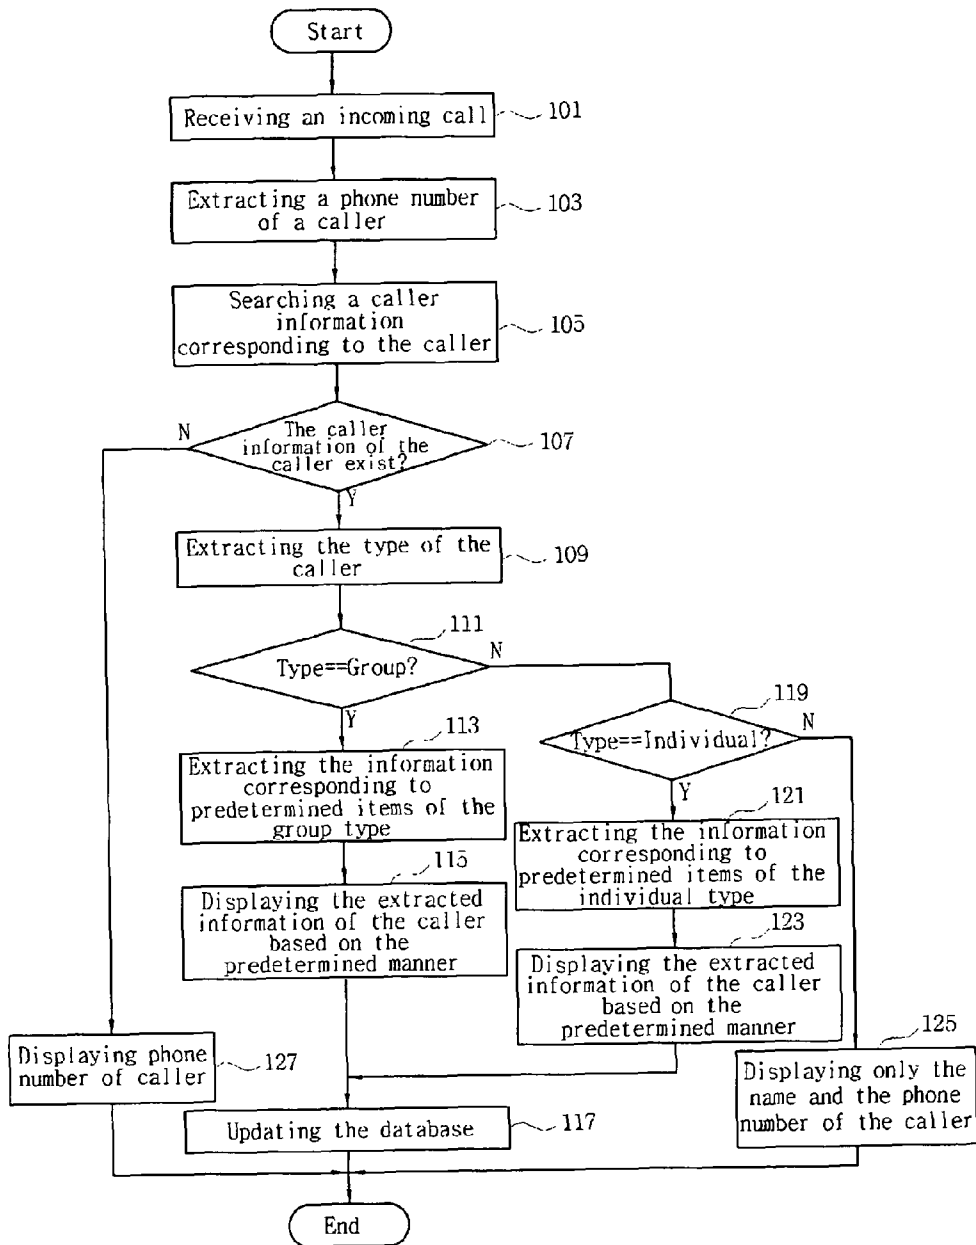 Start
Receiving an incoming call
101
Extracting a phone number
of a caller
103
Searching a caller
information
corresponding to the caller
105
N
The caller
information of the
caller exist?
107
Y
Extracting the type of the
caller
109
111
Type==Group?
N
Y
119
Type==Individual?
N
Y
113
Extracting the information
corresponding to
predetermined items of the
group type
121
Extracting the information
corresponding to
predetermined items of the
individual type
115
Displaying the extracted
information of the caller
based on the
predetermined manner
123
Displaying the extracted
information of the caller
based on the
predetermined manner
Displaying phone
number of caller
127
125
Displaying only the
name and the phone
number of the caller
Updating the database
117
End